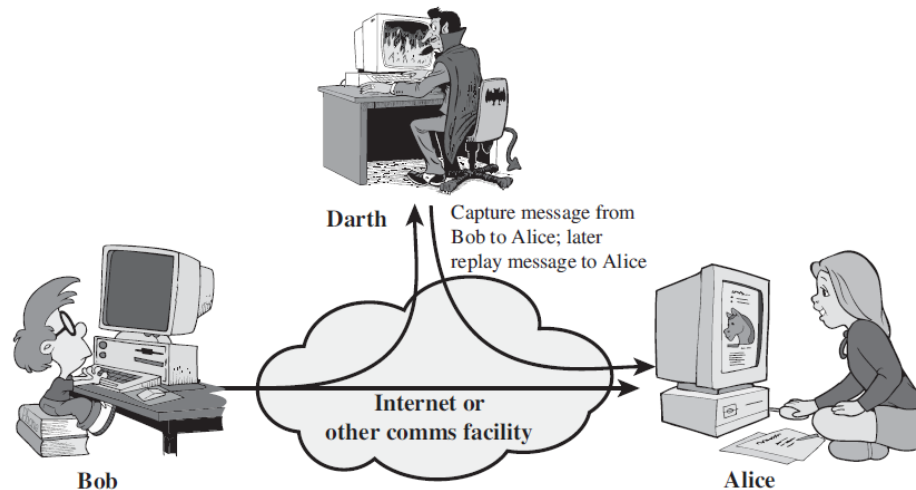 Darth
Capture message from
Bob to Alice; later
replay message to Alice
Internet or
other comms facility
Bob
Alice